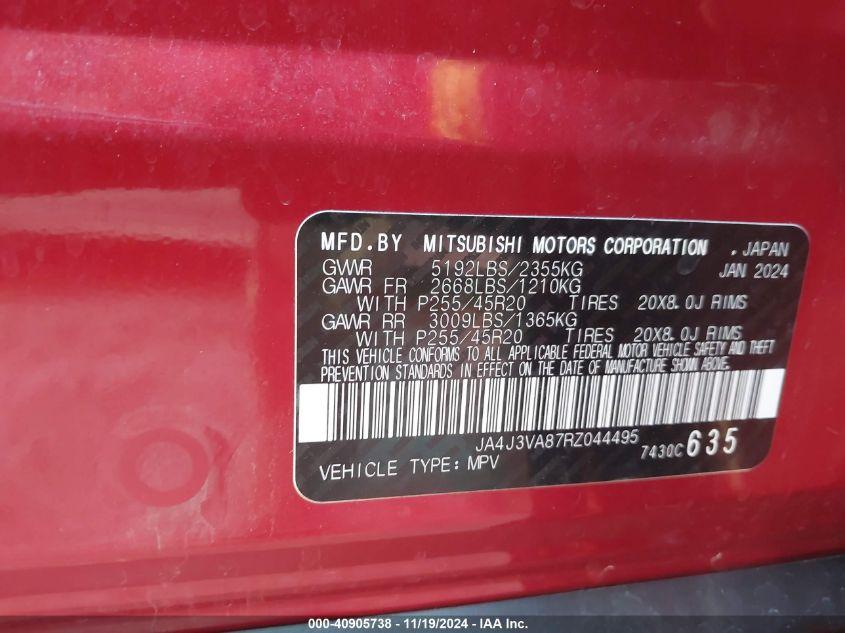 MFD.BY MITSUBISHI MOTORS CORPORATION . JAPAN
GVWR 5192LBS/2355KG JAN 2024
GAWR FR 2668LBS/1210KG
WITH P255/45R20 TIRES 20X8.0J RIMS
GAWR RR 3009LBS/1365KG
WITH P255/45R20 TIRES 20X8.0J RIMS
THIS VEHICLE CONFORMS TO ALL APPLICABLE FEDERAL MOTOR VEHICLE SAFETY AND THEFT
PREVENTION STANDARDS IN EFFECT ON THE DATE OF MANUFACTURE SHOWN ABOVE.
JA4J3VA87RZ044495
7430C 635
VEHICLE TYPE: MPV
000-40905738 - 11/19/2024 - IAA Inc.